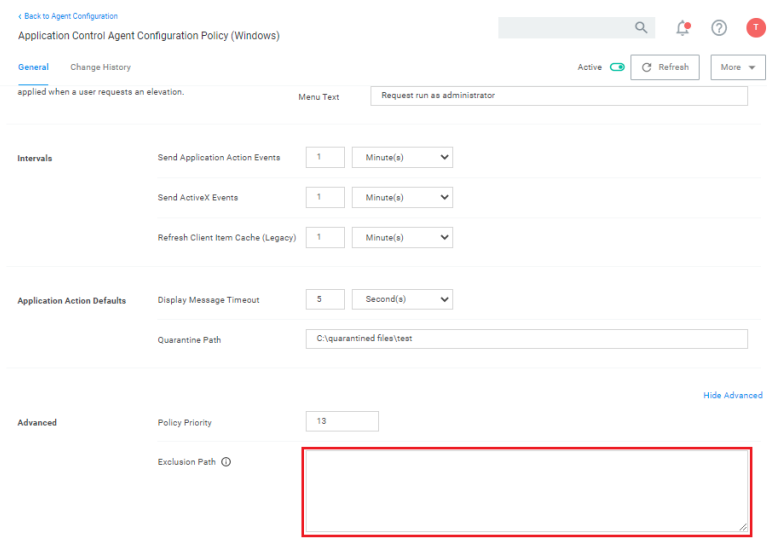 ‹ Back to Agent Configuration
Application Control Agent Configuration Policy (Windows)
T
General Change History Active Refresh More
applied when a user requests an elevation.
Menu Text Request run as administrator
Intervals Send Application Action Events 1 Minute(s)
Send ActiveX Events 1 Minute(s)
Refresh Client Item Cache (Legacy) 1 Minute(s)
Application Action Defaults Display Message Timeout 5 Second(s)
Quarantine Path C:\quarantined files\test
Hide Advanced
Advanced Policy Priority 13
Exclusion Path